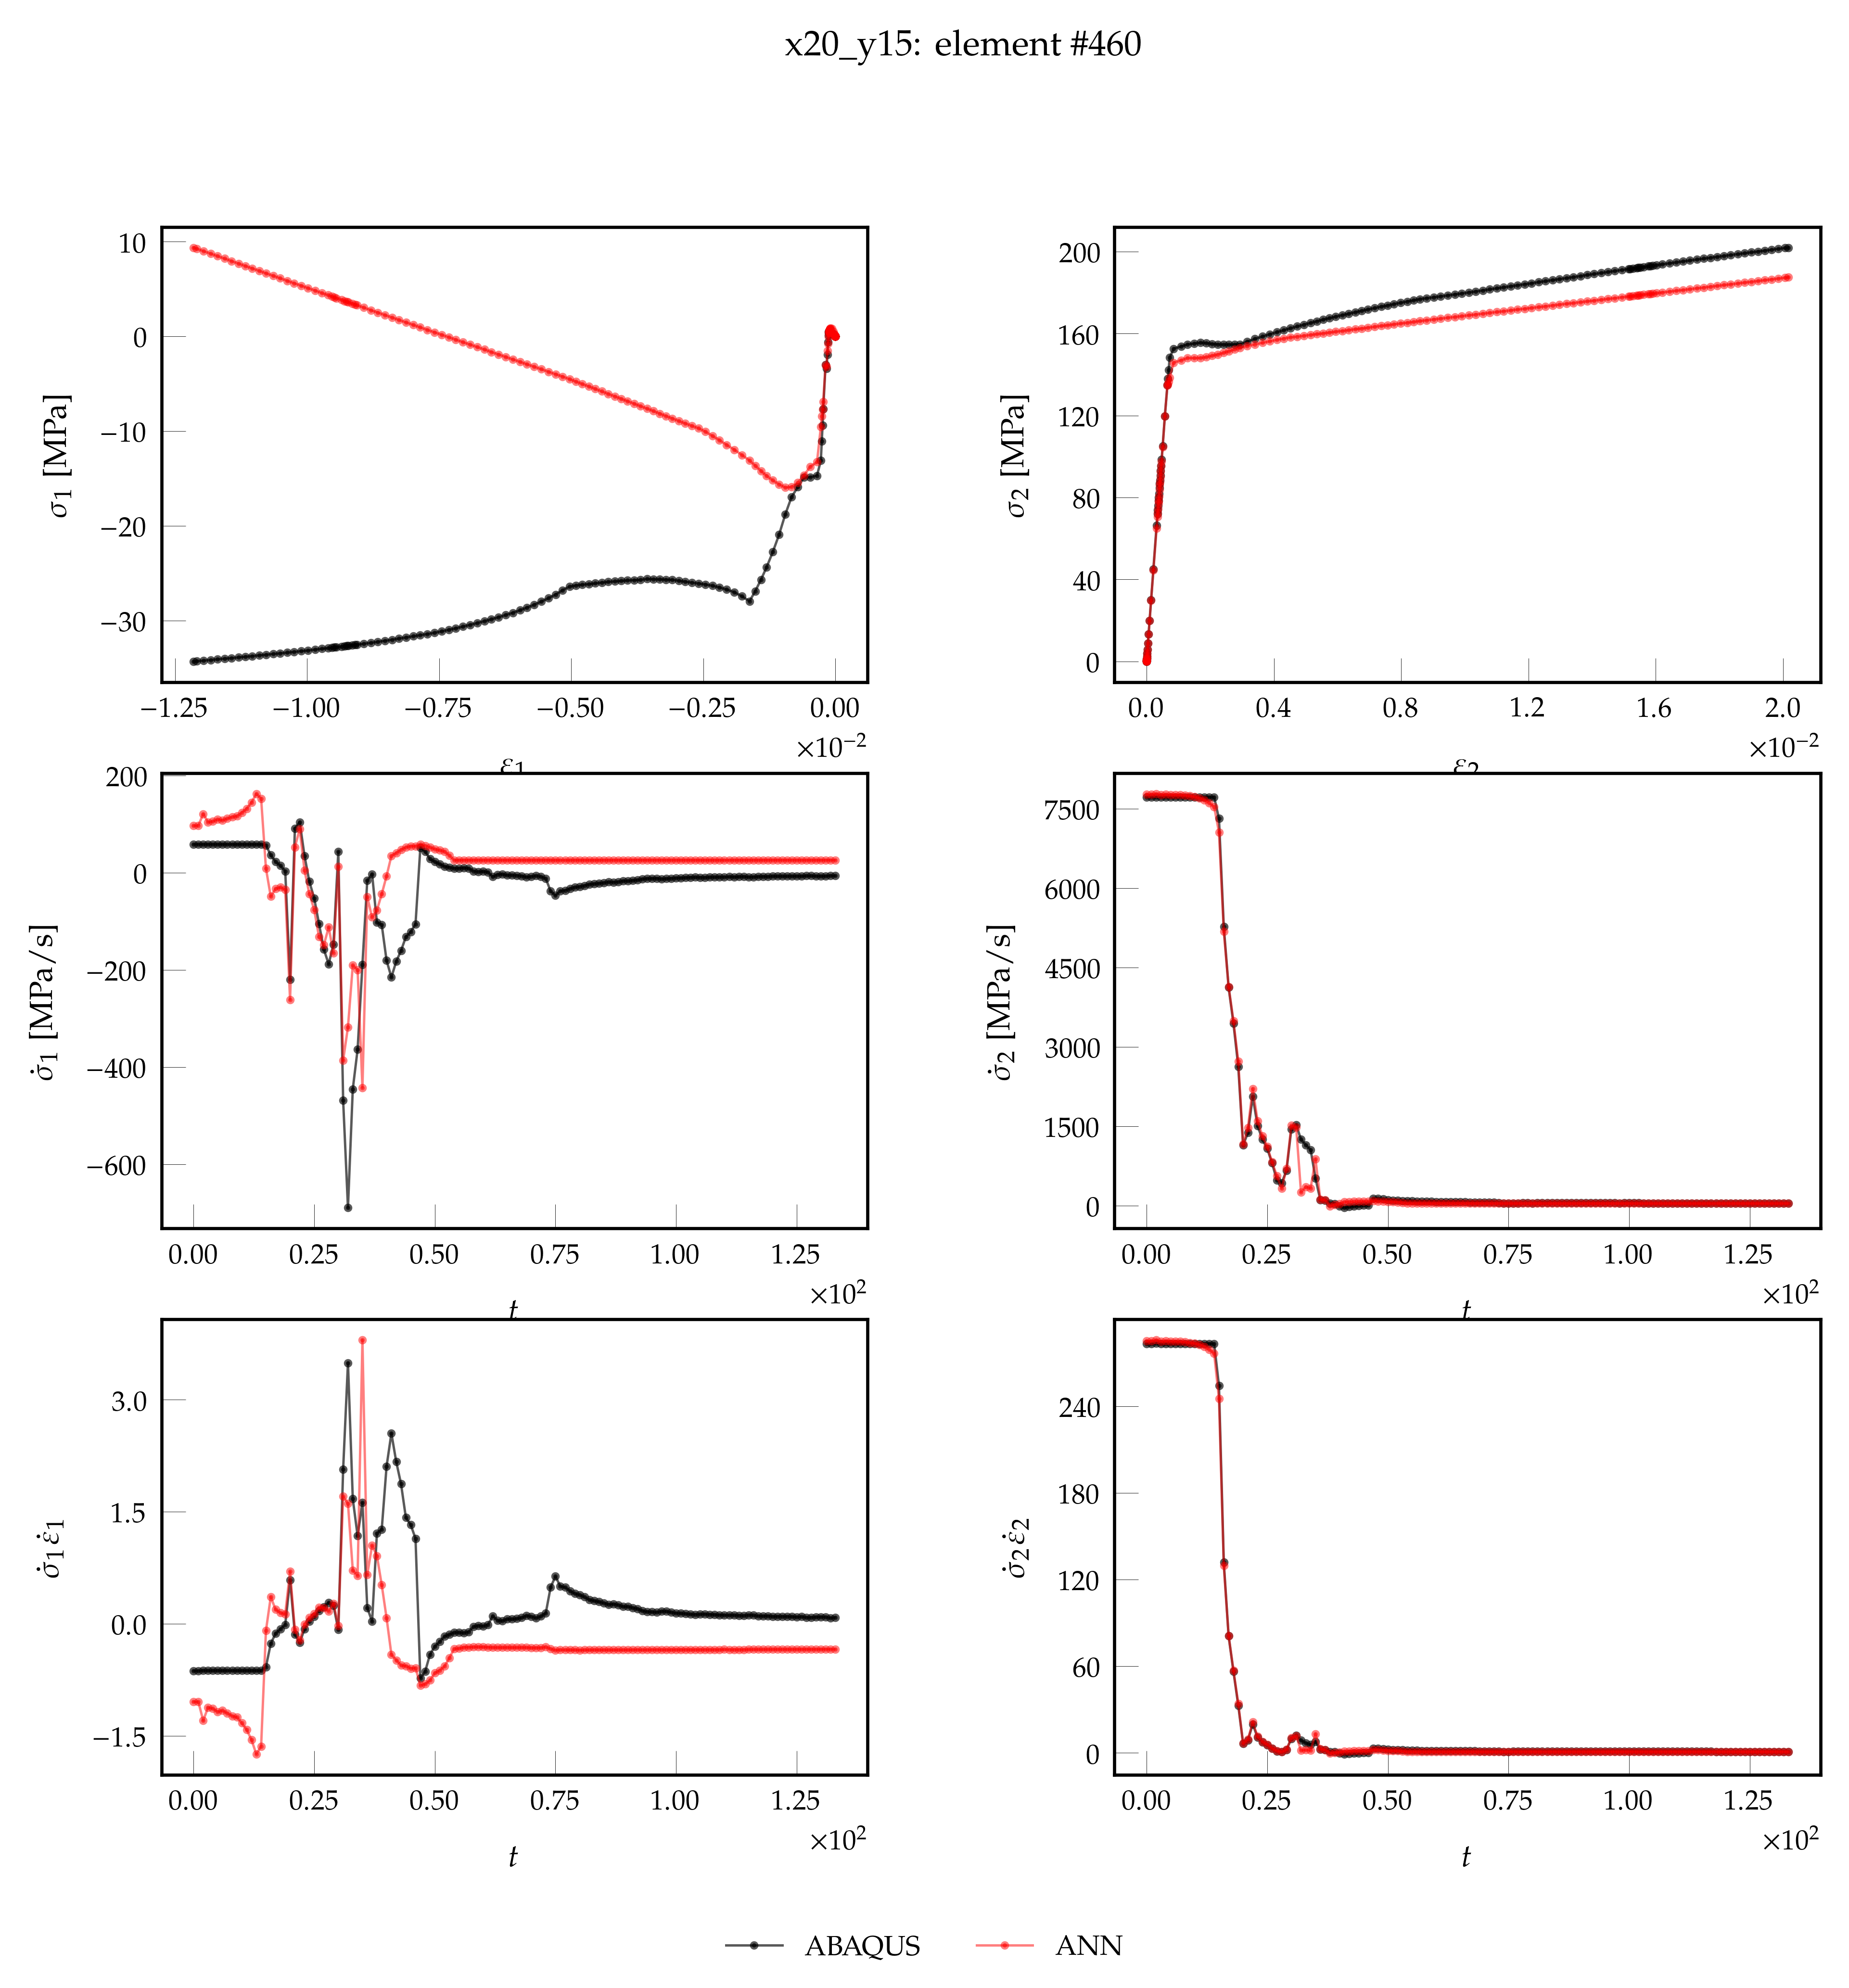 x20_y15: element #460
σ1 [MPa]
10
0
−10
−20
−30
−1.25 −1.00 −0.75 −0.50 −0.25 0.00
×10−2
ε1
σ2 [MPa]
200
160
120
80
40
0
0.0 0.4 0.8 1.2 1.6 2.0
×10−2
ε2
σ̇1 [MPa/s]
200
0
−200
−400
−600
0.00 0.25 0.50 0.75 1.00 1.25
×102
t
σ̇2 [MPa/s]
7500
6000
4500
3000
1500
0
0.00 0.25 0.50 0.75 1.00 1.25
×102
t
σ̇1ε̇1
3.0
1.5
0.0
−1.5
0.00 0.25 0.50 0.75 1.00 1.25
×102
t
σ̇2ε̇2
240
180
120
60
0
0.00 0.25 0.50 0.75 1.00 1.25
×102
t
ABAQUS ANN